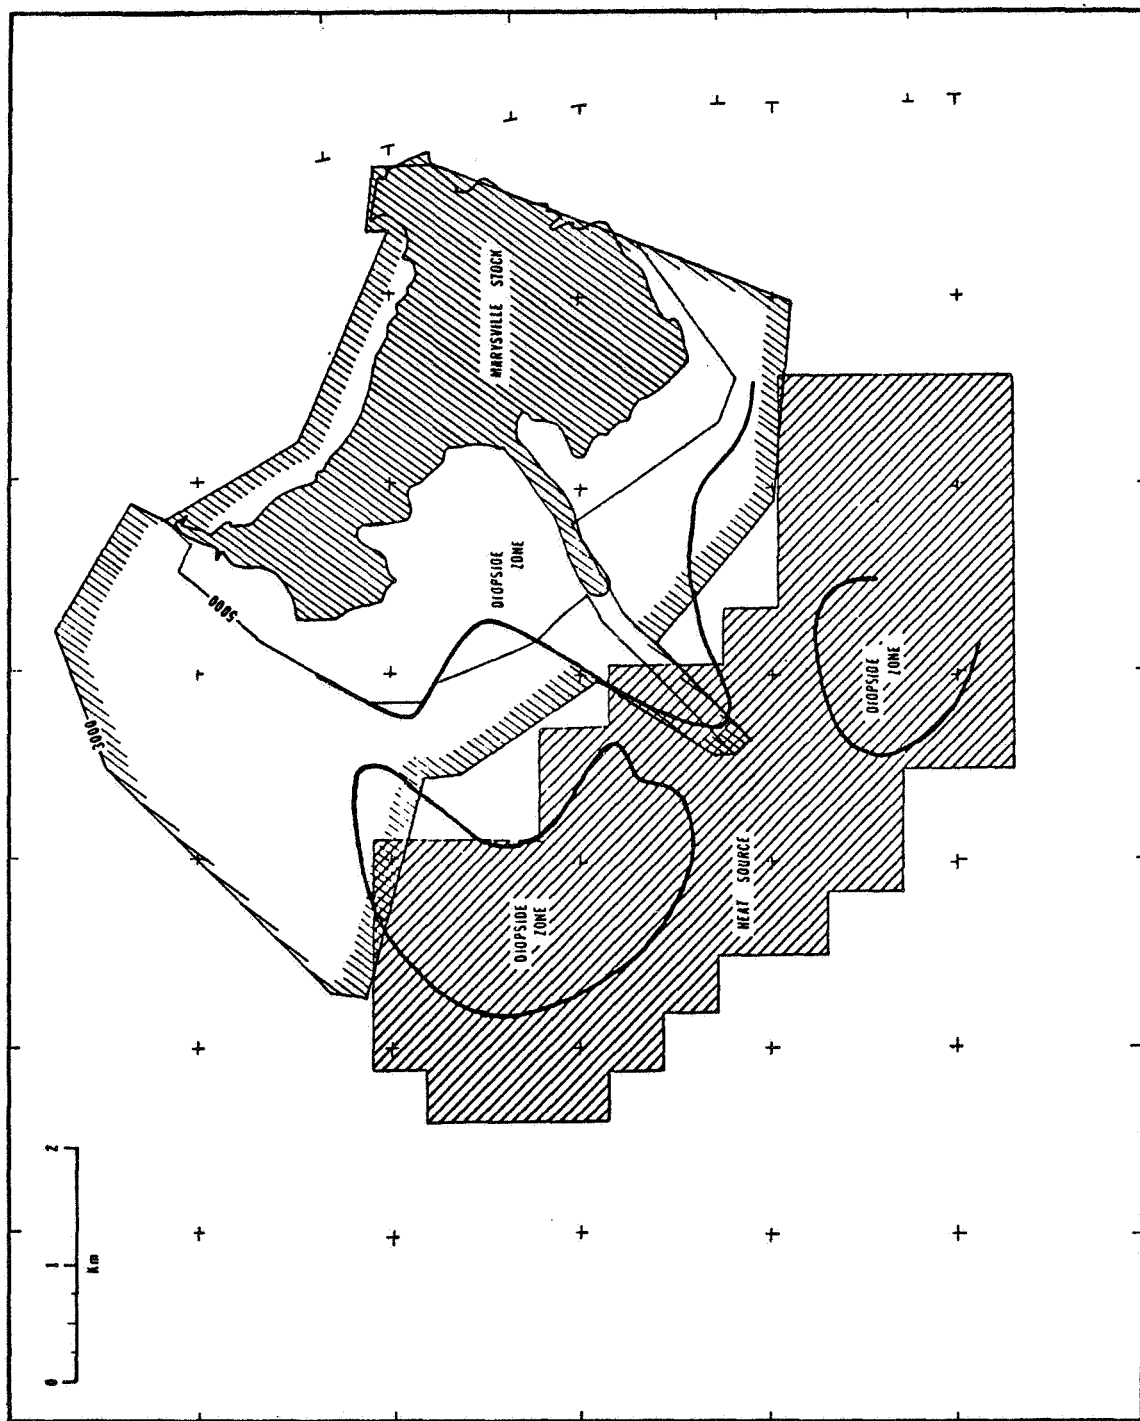 MARYSVILLE STOCK
DIOPSIDE
ZONE
5000
3000
DIOPSIDE
ZONE
DIOPSIDE
ZONE
HEAT SOURCE
0 1 2
Km